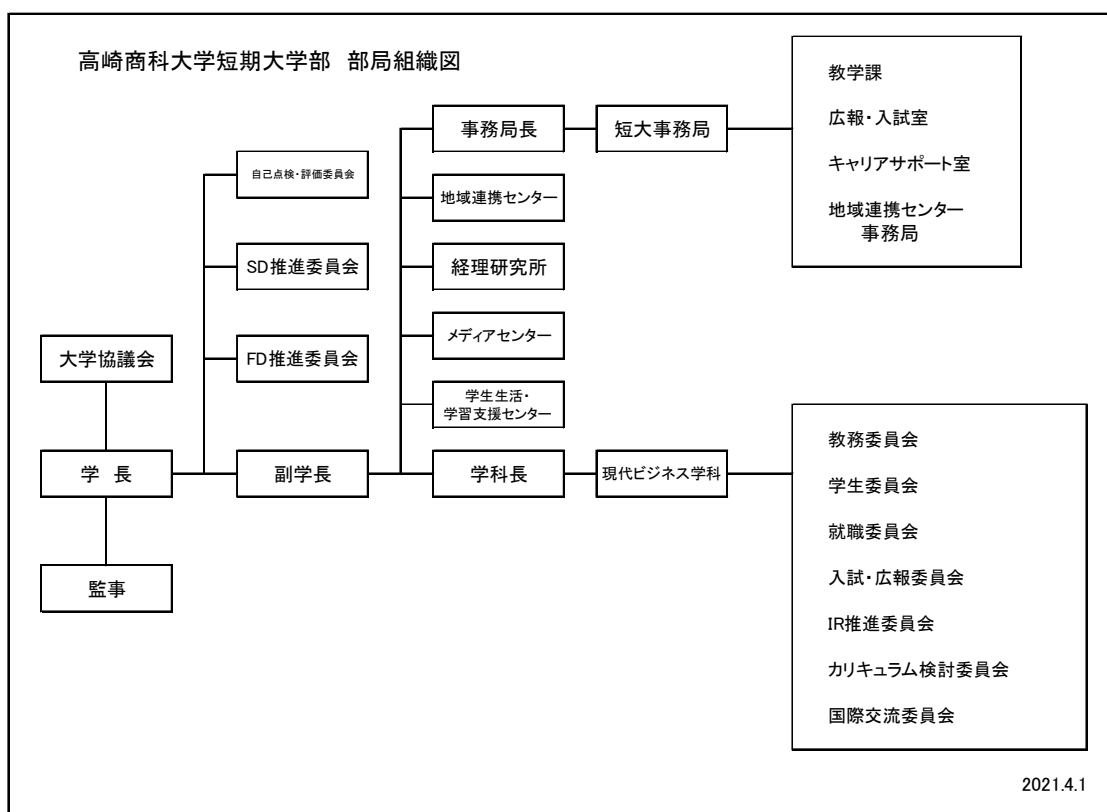 高崎商科大学短期大学部 部局組織図
事務局長
短大事務局
教学課
広報・入試室
キャリアサポート室
地域連携センター
事務局
自己点検・評価委員会
地域連携センター
SD推進委員会
経理研究所
大学協議会
FD推進委員会
メディアセンター
学生生活・
学習支援センター
学 長
副学長
学科長
現代ビジネス学科
教務委員会
学生委員会
就職委員会
入試・広報委員会
IR推進委員会
カリキュラム検討委員会
国際交流委員会
監事
2021.4.1